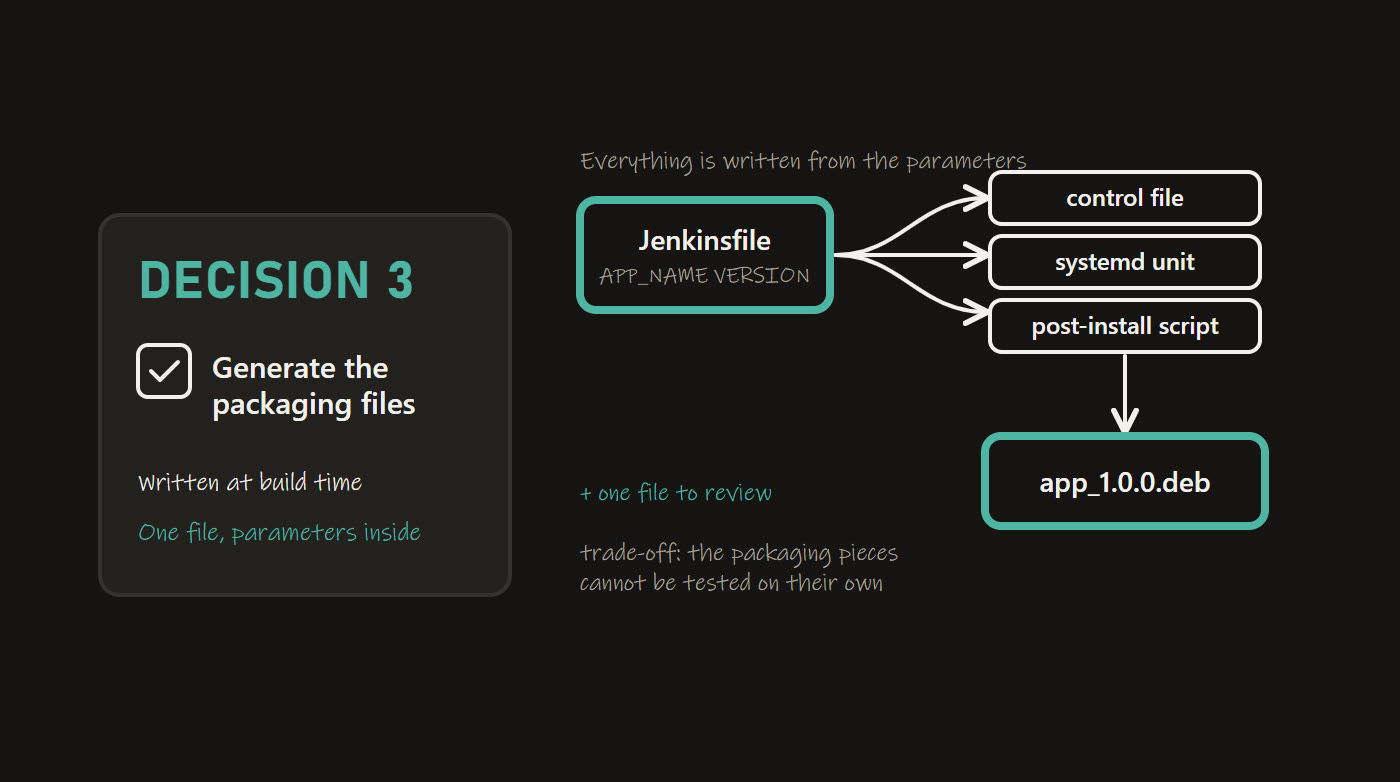 DECISION 3
Generate the
packaging files
Written at build time
One file, parameters inside
Everything is written from the parameters
Jenkinsfile
APP_NAME VERSION
control file
systemd unit
post-install script
app_1.0.0.deb
+ one file to review
trade-off: the packaging pieces
cannot be tested on their own